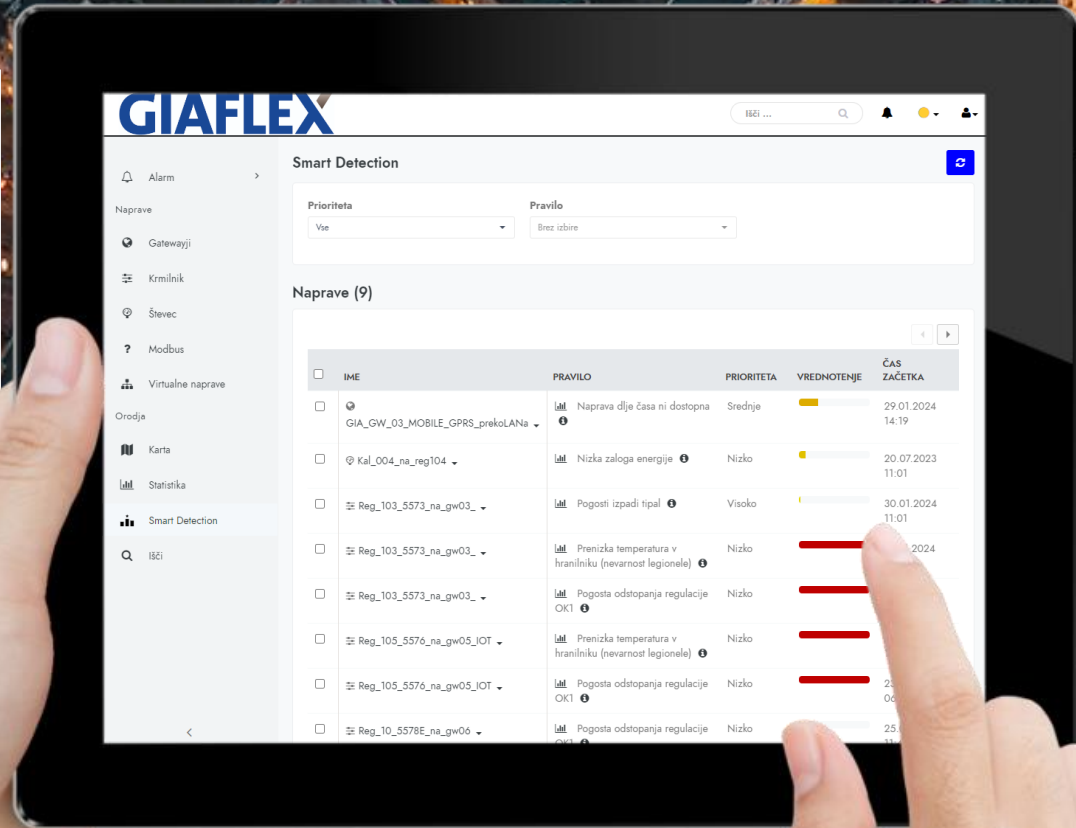 GIAFLEX
Išči ...
Alarm
Naprave
Gatewayji
Krmilnik
Števec
Modbus
Virtualne naprave
Orodja
Karta
Statistika
Smart Detection
Išči
Smart Detection
Prioriteta
Pravilo
Vse
Brez izbire
Naprave (9)
IME
PRAVILO
PRIORITETA
VREDNOTENJE
ČAS
ZAČETKA
GIA_GW_03_MOBILE_GPRS_prekoLANa
Naprava dlje časa ni dostopna
Srednje
29.01.2024
14:19
Kal_004_na_reg104
Nizka zaloga energije
Nizko
20.07.2023
11:01
Reg_103_5573_na_gw03_
Pogosti izpadi tipal
Visoko
30.01.2024
11:01
Reg_103_5573_na_gw03_
Prenizka temperatura v
hranilniku (nevarnost legionele)
Nizko
2024
Reg_103_5573_na_gw03_
Pogosta odstopanja regulacije
OK1
Nizko
Reg_105_5576_na_gw05_IOT
Prenizka temperatura v
hranilniku (nevarnost legionele)
Nizko
Reg_105_5576_na_gw05_IOT
Pogosta odstopanja regulacije
OK1
Nizko
Reg_10_5578E_na_gw06
Pogosta odstopanja regulacije
OK1
Nizko
25.